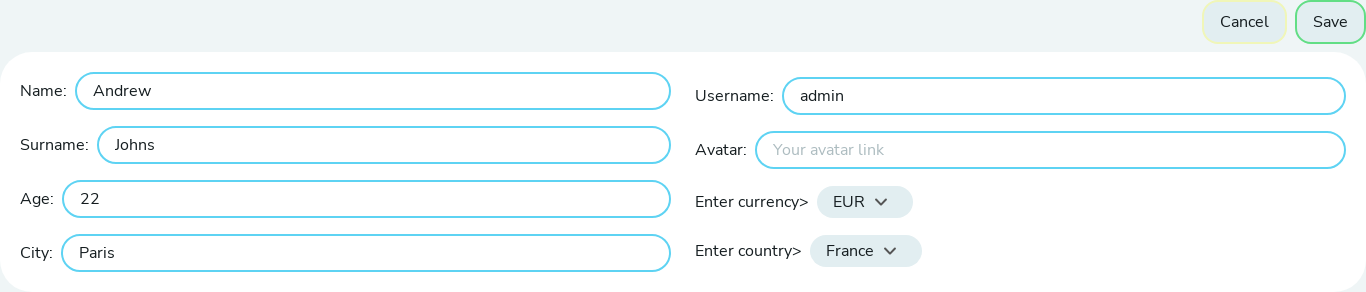 Cancel Save
Name: Andrew
Surname: Johns
Age: 22
City: Paris
Username: admin
Avatar: Your avatar link
Enter currency> EUR
Enter country> France